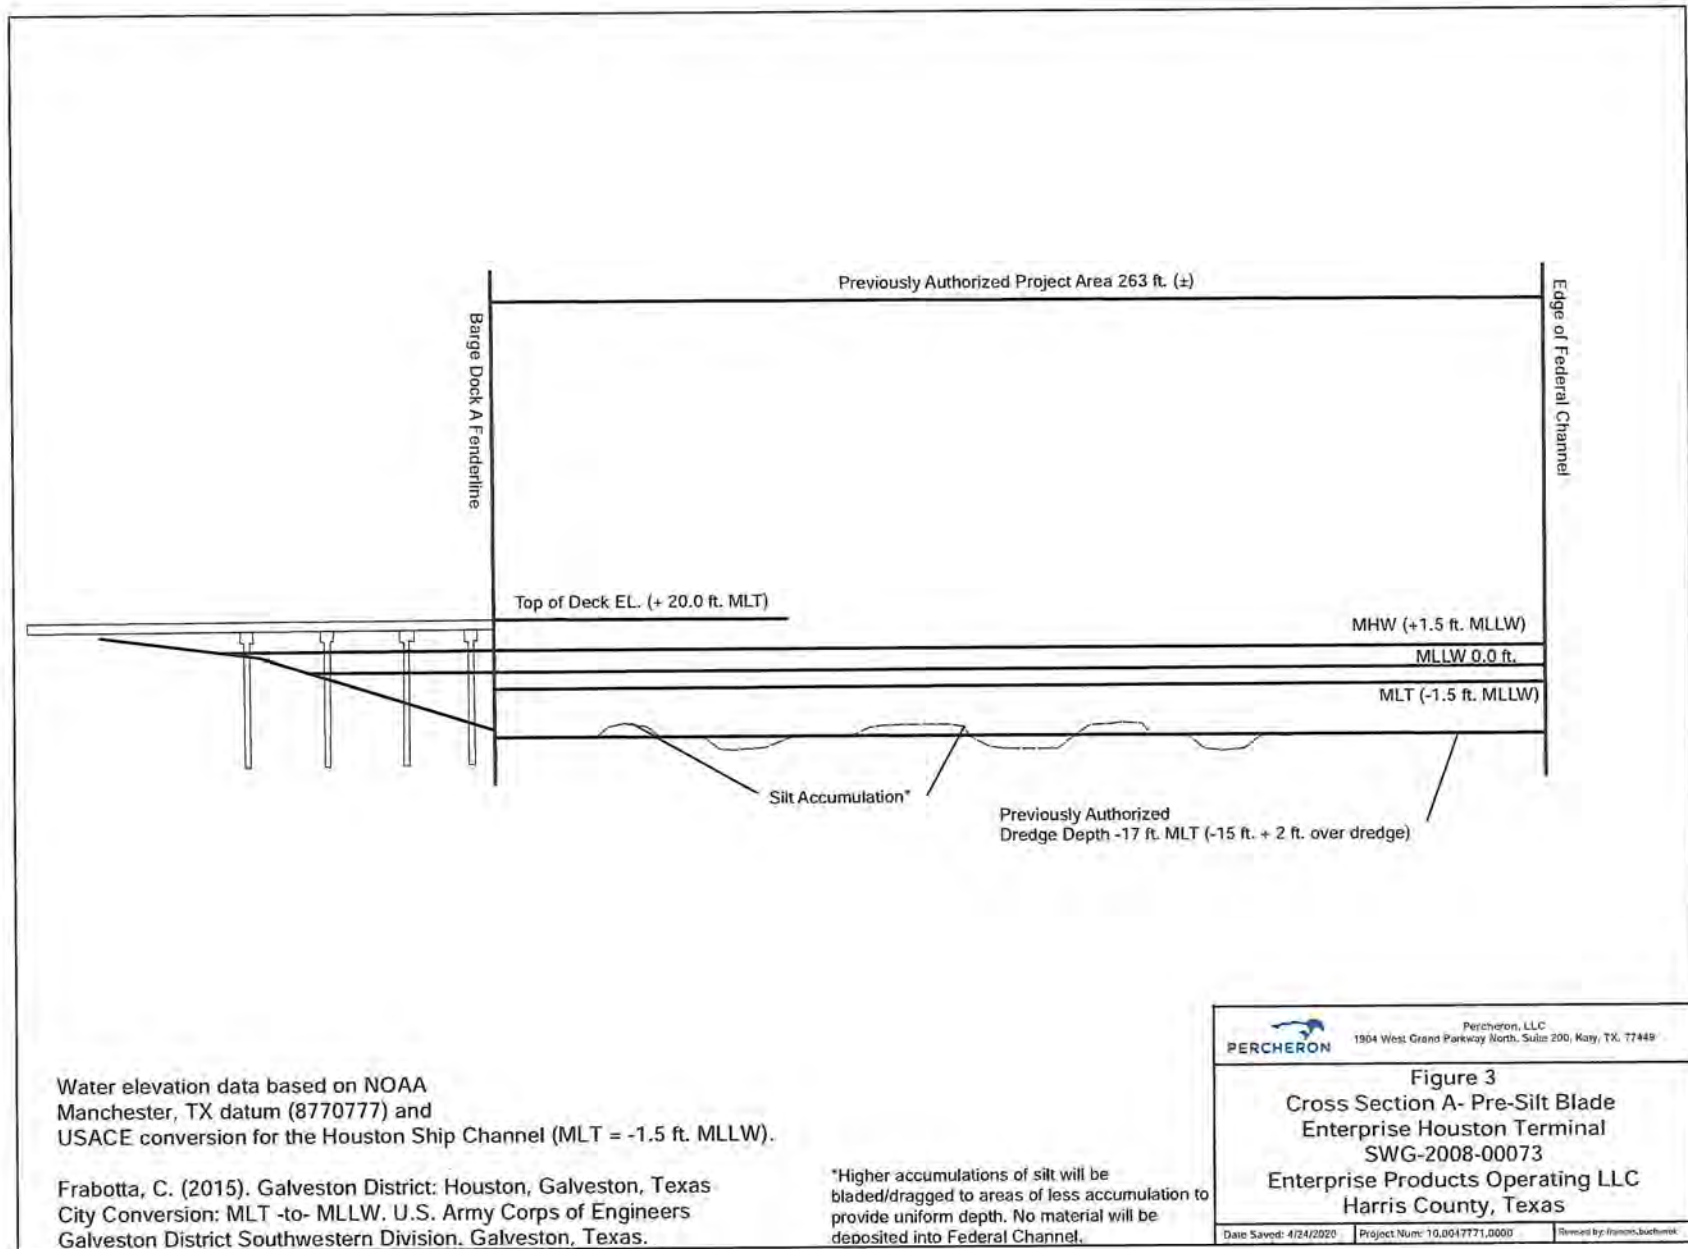 Previously Authorized Project Area 263 ft. (±)
Barge Dock A Fenderline
Edge of Federal Channel
Top of Deck EL. (+ 20.0 ft. MLT)
MHW (+1.5 ft. MLLW)
MLLW 0.0 ft.
MLT (-1.5 ft. MLLW)
Silt Accumulation*
Previously Authorized
Dredge Depth -17 ft. MLT (-15 ft. + 2 ft. over dredge)
Water elevation data based on NOAA
Manchester, TX datum (8770777) and
USACE conversion for the Houston Ship Channel (MLT = -1.5 ft. MLLW).
Frabotta, C. (2015). Galveston District: Houston, Galveston, Texas
City Conversion: MLT -to- MLLW. U.S. Army Corps of Engineers
Galveston District Southwestern Division. Galveston, Texas.
*Higher accumulations of silt will be
bladed/dragged to areas of less accumulation to
provide uniform depth. No material will be
deposited into Federal Channel.
PERCHERON
Percheron, LLC
1904 West Grand Parkway North, Suite 200, Katy, TX, 77449
Figure 3
Cross Section A- Pre-Silt Blade
Enterprise Houston Terminal
SWG-2008-00073
Enterprise Products Operating LLC
Harris County, Texas
Date Saved: 4/24/2020
Project Num: 10.0047771.0000
Revised by: